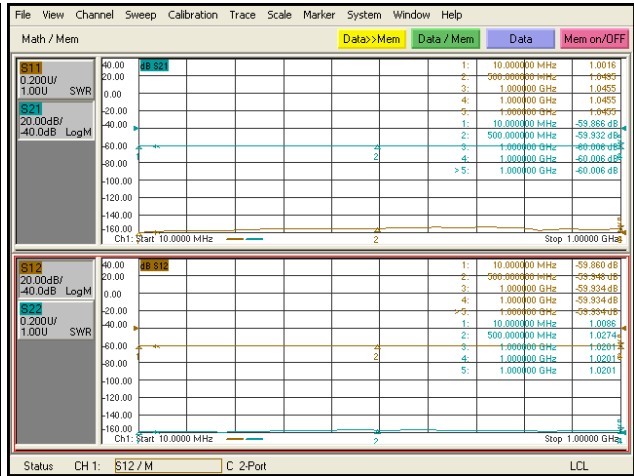 File View Channel Sweep Calibration Trace Scale Marker System Window Help
Math / Mem Data>>Mem Data / Mem Data Mem on/OFF
S11
0.200U/
1.00U SWR
S21
20.00dB/
-40.0dB LogM
40.00 dB S21
20.00
0.00
-20.00
-40.00
-60.00
-80.00
-100.00
-120.00
-140.00
-160.00
1: 10.000000 MHz 1.0016
2: 500.000000 MHz 1.0495
3: 1.000000 GHz 1.0455
4: 1.000000 GHz 1.0455
5: 1.000000 GHz 1.0455
1: 10.000000 MHz -59.866 dB
2: 500.000000 MHz -59.932 dB
3: 1.000000 GHz -60.006 dB
4: 1.000000 GHz -60.006 dB
> 5: 1.000000 GHz -60.006 dB
Ch1: Start 10.0000 MHz Stop 1.00000 GHz
S12
20.00dB/
-40.0dB LogM
S22
0.200U/
1.00U SWR
40.00 dB S12
20.00
0.00
-20.00
-40.00
-60.00
-80.00
-100.00
-120.00
-140.00
-160.00
1: 10.000000 MHz -59.860 dB
2: 500.000000 MHz -59.948 dB
3: 1.000000 GHz -59.934 dB
4: 1.000000 GHz -59.934 dB
> 5: 1.000000 GHz -59.934 dB
1: 10.000000 MHz 1.0086
2: 500.000000 MHz 1.0274
3: 1.000000 GHz 1.0201
4: 1.000000 GHz 1.0201
5: 1.000000 GHz 1.0201
Ch1: Start 10.0000 MHz Stop 1.00000 GHz
Status CH 1: S12 / M C 2-Port LCL